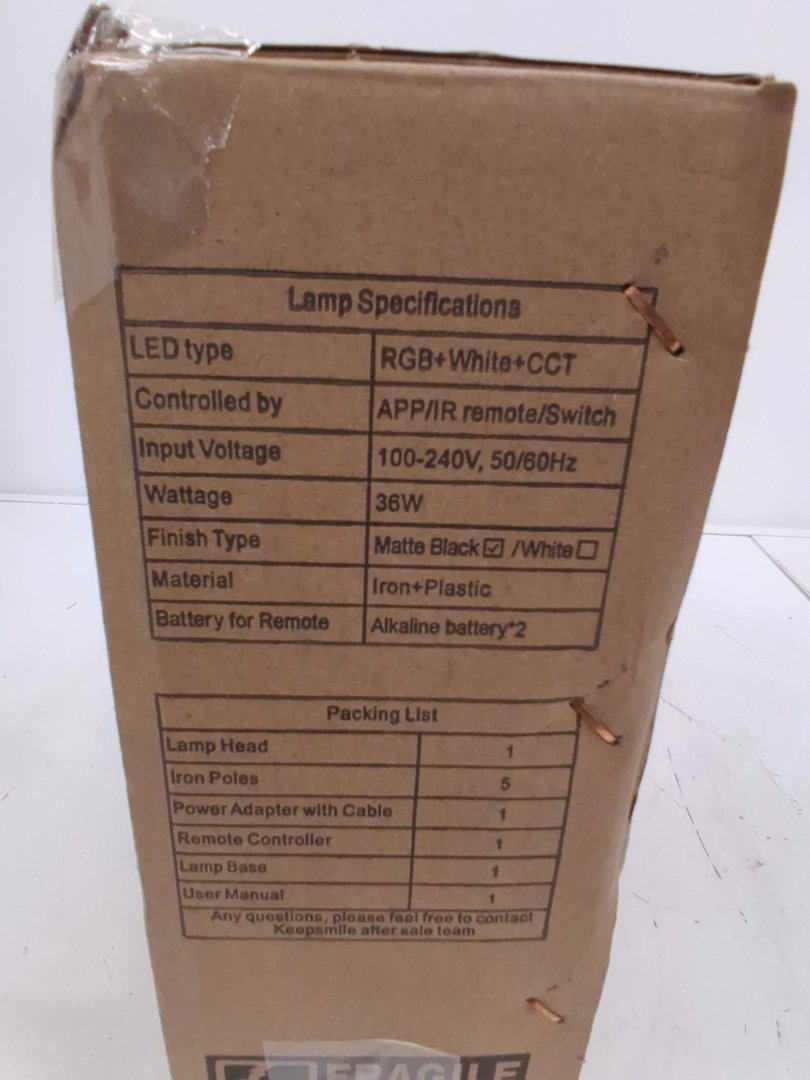 Lamp Specifications
LED type RGB+White+CCT
Controlled by APP/IR remote/Switch
Input Voltage 100-240V, 50/60Hz
Wattage 36W
Finish Type Matte Black☑ /White☐
Material Iron+Plastic
Battery for Remote Alkaline battery*2
Packing List
Lamp Head 1
Iron Poles 5
Power Adapter with Cable 1
Remote Controller 1
Lamp Base 1
User Manual 1
Any questions, please feel free to contact
Keepsmile after sale team
FRAGILE